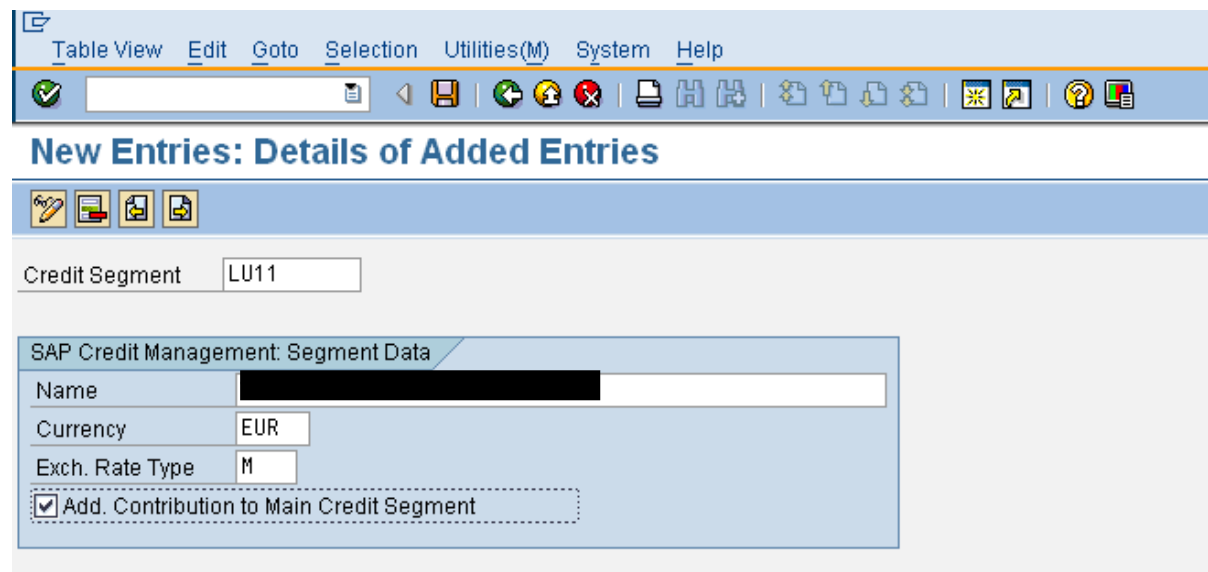 Table View Edit Goto Selection Utilities(M) System Help
New Entries: Details of Added Entries
Credit Segment LU11
SAP Credit Management: Segment Data
Name
Currency EUR
Exch. Rate Type M
Add. Contribution to Main Credit Segment